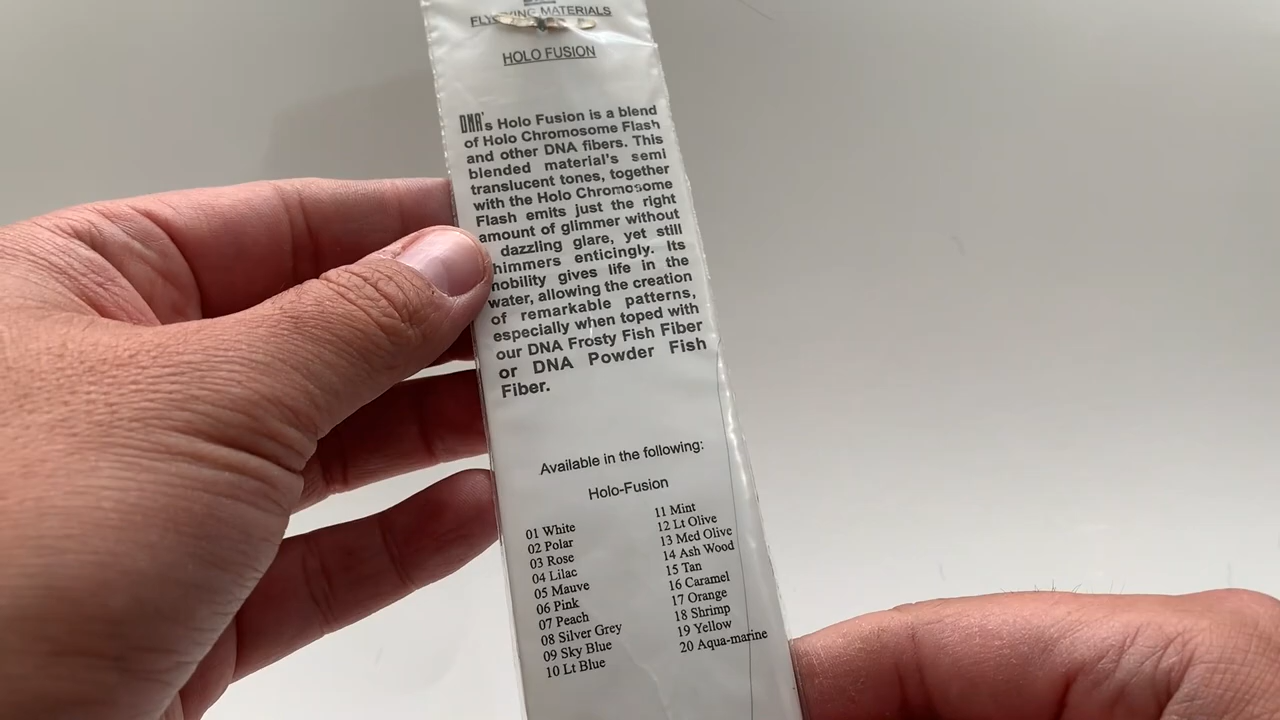 FLY TYING MATERIALS
HOLO FUSION
DNA's Holo Fusion is a blend
of Holo Chromosome Flash
and other DNA fibers. This
blended material's semi
translucent tones, together
with the Holo Chromosome
Flash emits just the right
amount of glimmer without
dazzling glare, yet still
himmers enticingly. Its
mobility gives life in the
water, allowing the creation
of remarkable patterns,
especially when toped with
our DNA Frosty Fish Fiber
or DNA Powder Fish
Fiber.
Available in the following:
Holo-Fusion
01 White
02 Polar
03 Rose
04 Lilac
05 Mauve
06 Pink
07 Peach
08 Silver Grey
09 Sky Blue
10 Lt Blue
11 Mint
12 Lt Olive
13 Med Olive
14 Ash Wood
15 Tan
16 Caramel
17 Orange
18 Shrimp
19 Yellow
20 Aqua-marine